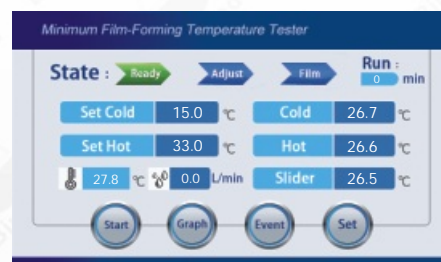 Minimum Film-Forming Temperature Tester
State : Ready Adjust Film Run : 0 min
Set Cold 15.0 ℃ Cold 26.7 ℃
Set Hot 33.0 ℃ Hot 26.6 ℃
27.8 ℃ 0.0 L/min Slider 26.5 ℃
Start Graph Event Set